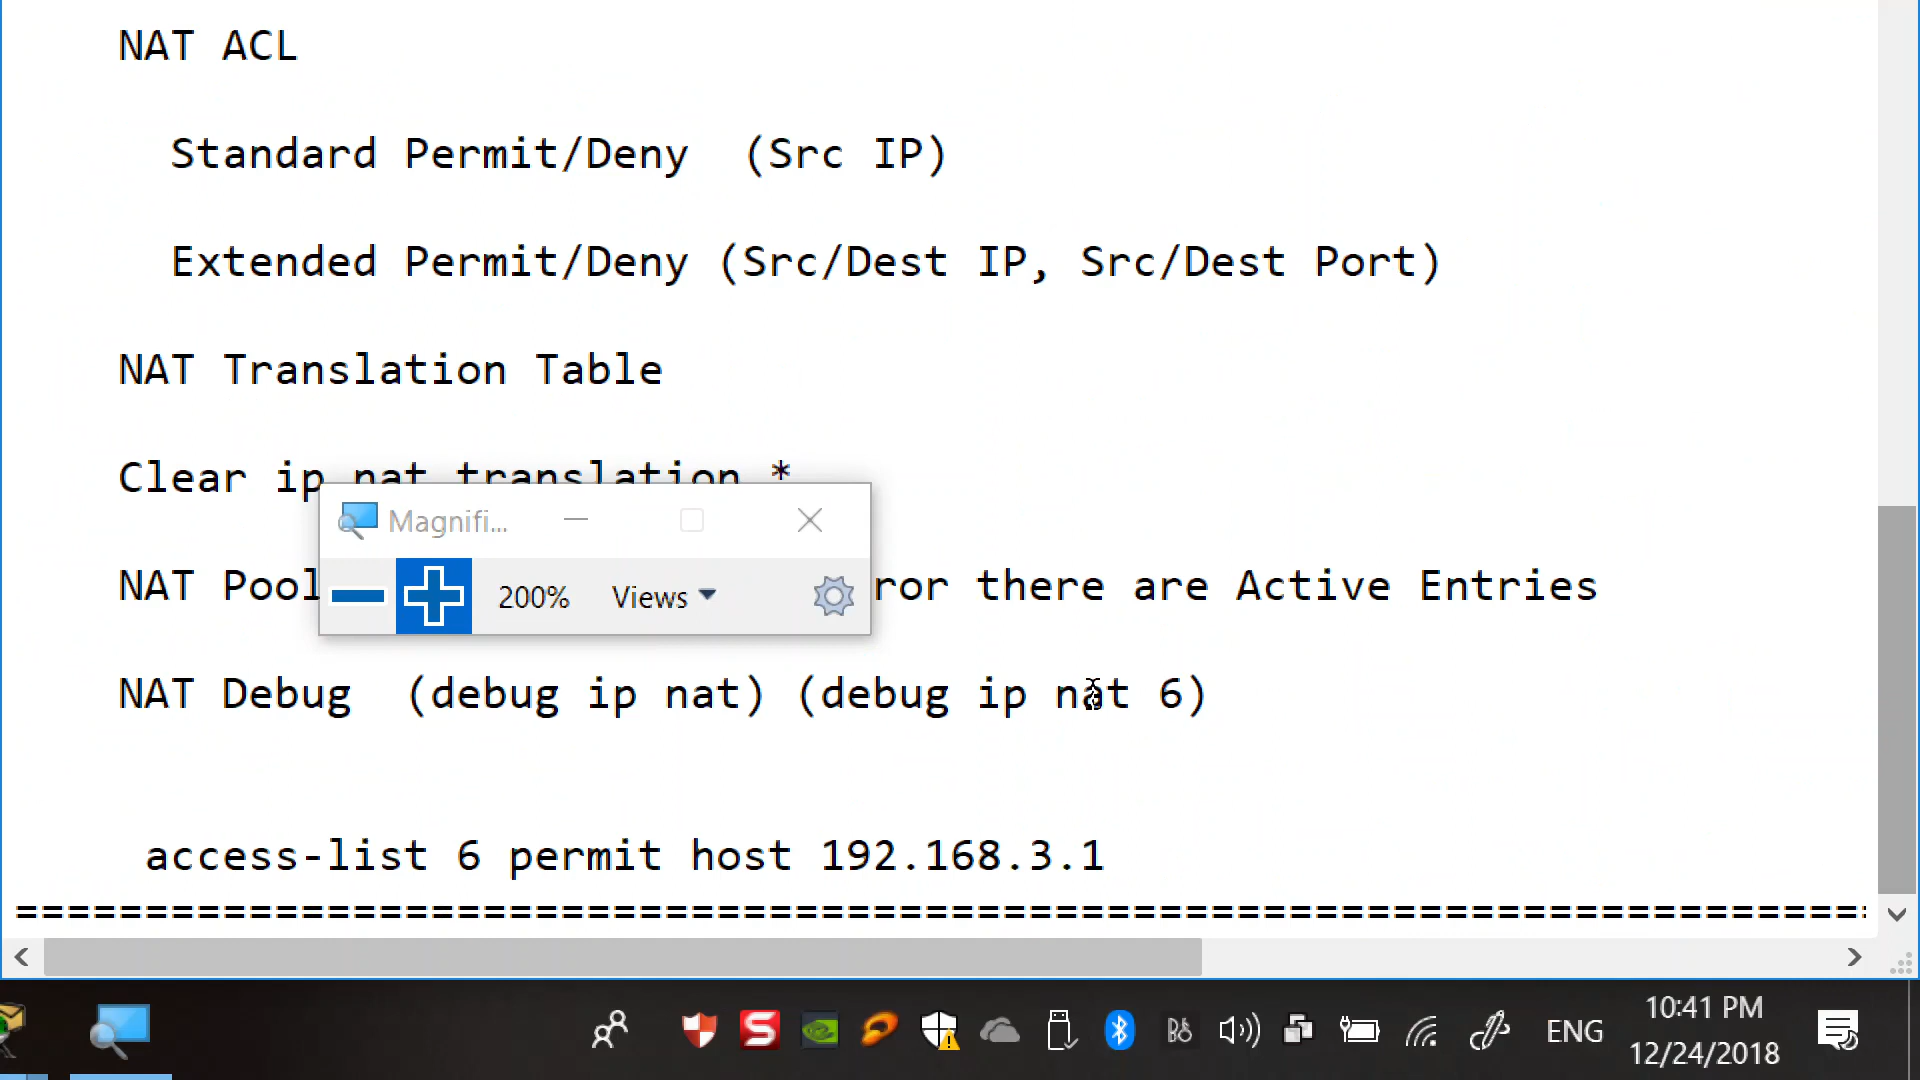 NAT ACL
Standard Permit/Deny  (Src IP)
Extended Permit/Deny (Src/Dest IP, Src/Dest Port)
NAT Translation Table
Clear ip nat translation *
Magnifi...
NAT Pool ror there are Active Entries
200% Views
NAT Debug  (debug ip nat) (debug ip nat 6)
access-list 6 permit host 192.168.3.1
==========================================================================
ENG
10:41 PM
12/24/2018